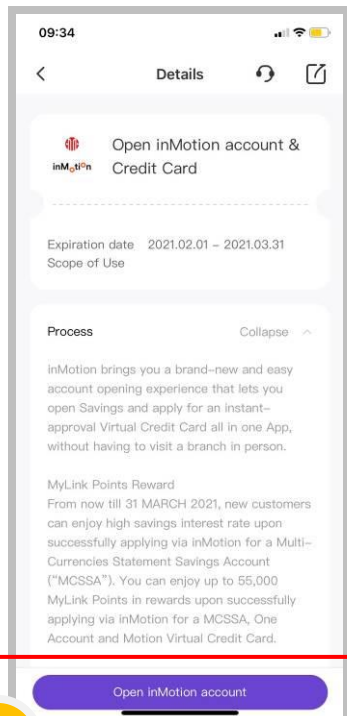 09:34
Details
inMotion
Open inMotion account &
Credit Card
Expiration date 2021.02.01 – 2021.03.31
Scope of Use
Process Collapse
inMotion brings you a brand-new and easy
account opening experience that lets you
open Savings and apply for an instant-
approval Virtual Credit Card all in one App,
without having to visit a branch in person.
MyLink Points Reward
From now till 31 MARCH 2021, new customers
can enjoy high savings interest rate upon
successfully applying via inMotion for a Multi-
Currencies Statement Savings Account
("MCSSA"). You can enjoy up to 55,000
MyLink Points in rewards upon successfully
applying via inMotion for a MCSSA, One
Account and Motion Virtual Credit Card.
Open inMotion account